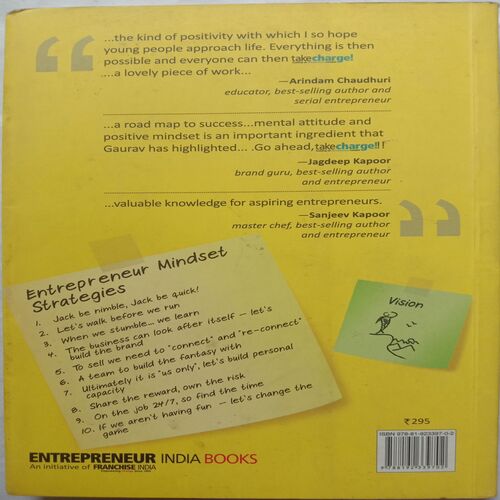 ...the kind of positivity with which I so hope
young people approach life. Everything is then
possible and everyone can then takecharge!
....a lovely piece of work...
—Arindam Chaudhuri
educator, best-selling author and
serial entrepreneur
...a road map to success...mental attitude and
positive mindset is an important ingredient that
Gaurav has highlighted... .Go ahead, takecharge!!
—Jagdeep Kapoor
brand guru, best-selling author
and entrepreneur
...valuable knowledge for aspiring entrepreneurs.
—Sanjeev Kapoor
master chef, best-selling author
and entrepreneur
Entrepreneur Mindset
Strategies
1. Jack be nimble, Jack be quick!
2. Let's walk before we run
3. When we stumble... we learn
4. The business can look after itself – let's
build the brand
5. To sell we need to "connect" and "re-connect"
6. A team to build the fantasy with
7. Ultimately it is "us only", let's build personal
capacity
8. Share the reward, own the risk
9. On the job 24/7, so find the time
10. If we aren't having fun – let's change the
game
Vision
₹295
ISBN 978-81-923397-0-2
9788192339702
ENTREPRENEUR INDIA BOOKS
An initiative of FRANCHISE INDIA